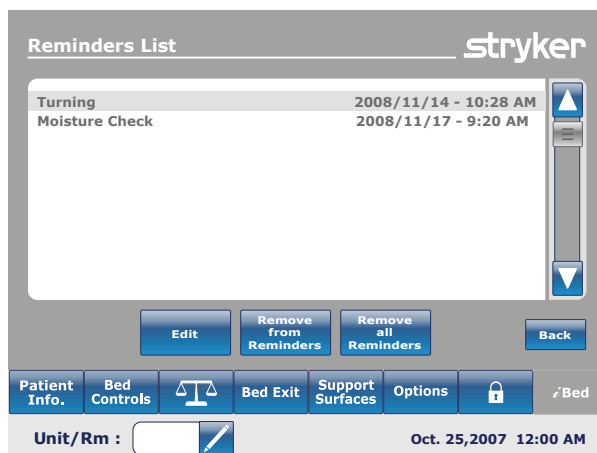 Reminders List
stryker
Turning 2008/11/14 - 10:28 AM
Moisture Check 2008/11/17 - 9:20 AM
Edit
Remove
from
Reminders
Remove
all
Reminders
Back
Patient
Info.
Bed
Controls
Bed Exit
Support
Surfaces
Options
iBed
Unit/Rm :
Oct. 25,2007 12:00 AM